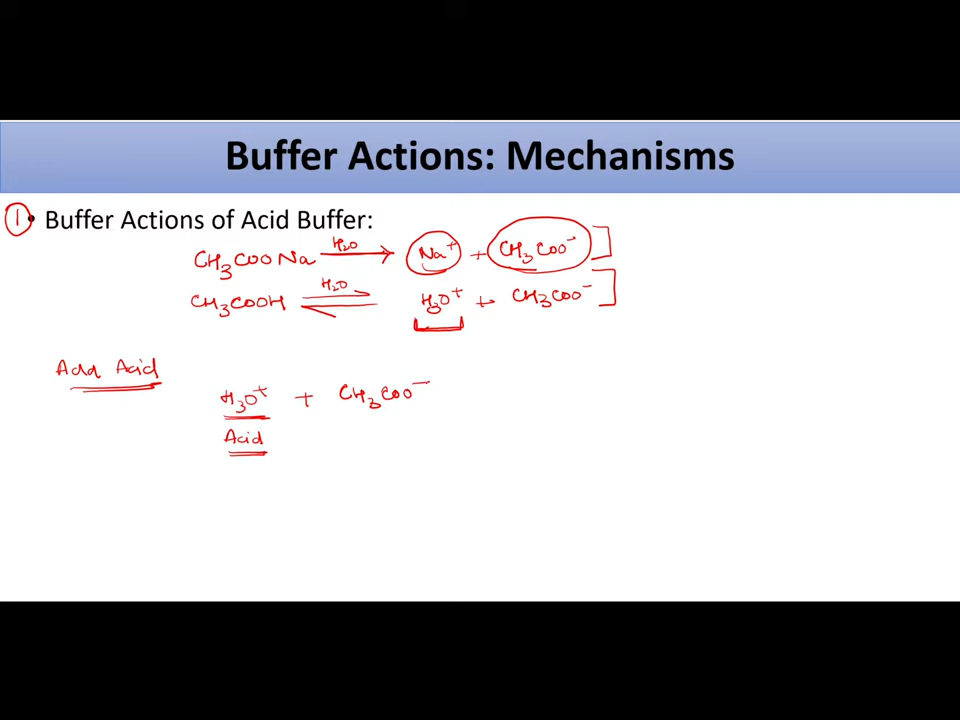 Buffer Actions: Mechanisms
① • Buffer Actions of Acid Buffer:
CH₃COONa H₂O → Na⁺ + CH₃COO⁻ ]
CH₃COOH H₂O ⇌ H₃O⁺ + CH₃COO⁻ ]
Add Acid
H₃O⁺ + CH₃COO⁻
Acid